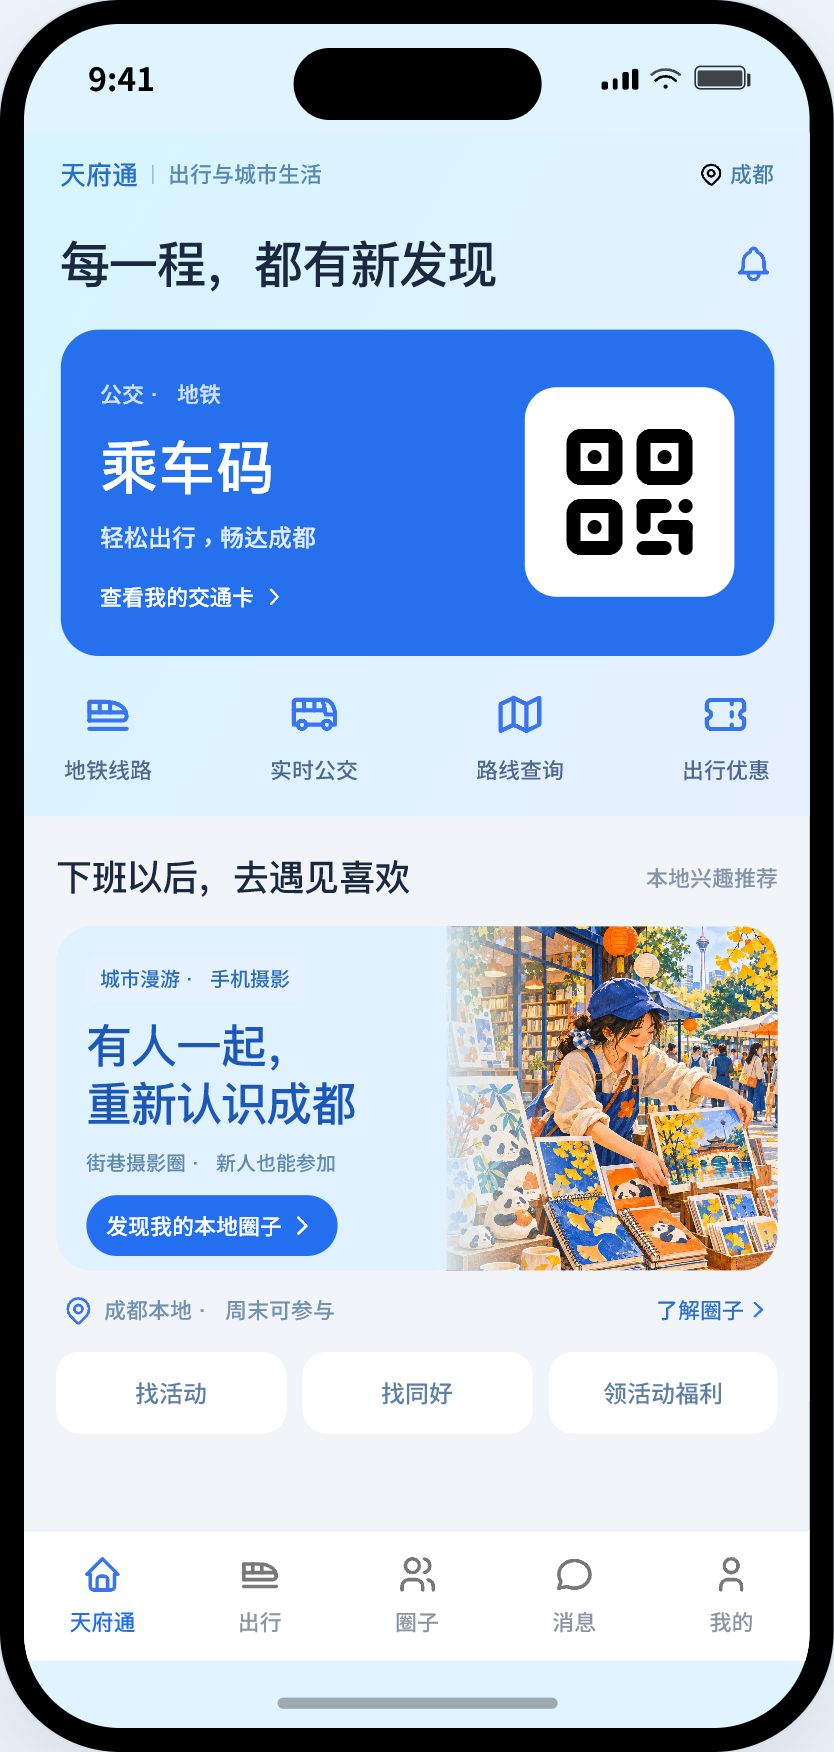 9:41
天府通 | 出行与城市生活
成都
每一程，都有新发现
公交 · 地铁
乘车码
轻松出行，畅达成都
查看我的交通卡 >
地铁线路
实时公交
路线查询
出行优惠
下班以后，去遇见喜欢
本地兴趣推荐
城市漫游 · 手机摄影
有人一起，
重新认识成都
街巷摄影圈 · 新人也能参加
发现我的本地圈子 >
成都本地 · 周末可参与
了解圈子 >
找活动
找同好
领活动福利
天府通
出行
圈子
消息
我的